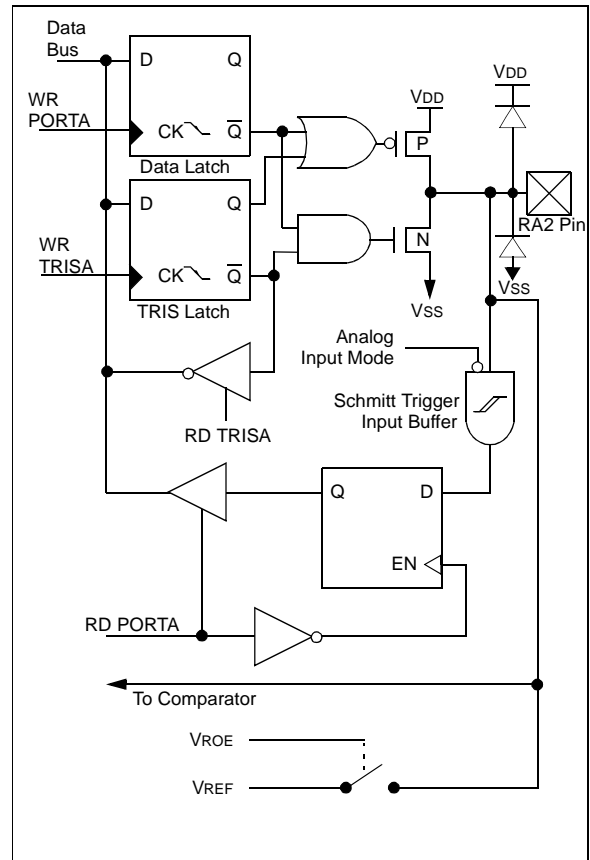 Data
Bus
D Q
WR
PORTA
CK Q
VDD
P
VDD
Data Latch
D Q
RA2 Pin
WR
TRISA
CK Q
N
VSS
VSS
TRIS Latch
Analog
Input Mode
Schmitt Trigger
Input Buffer
RD TRISA
Q D
EN
RD PORTA
To Comparator
VROE
VREF